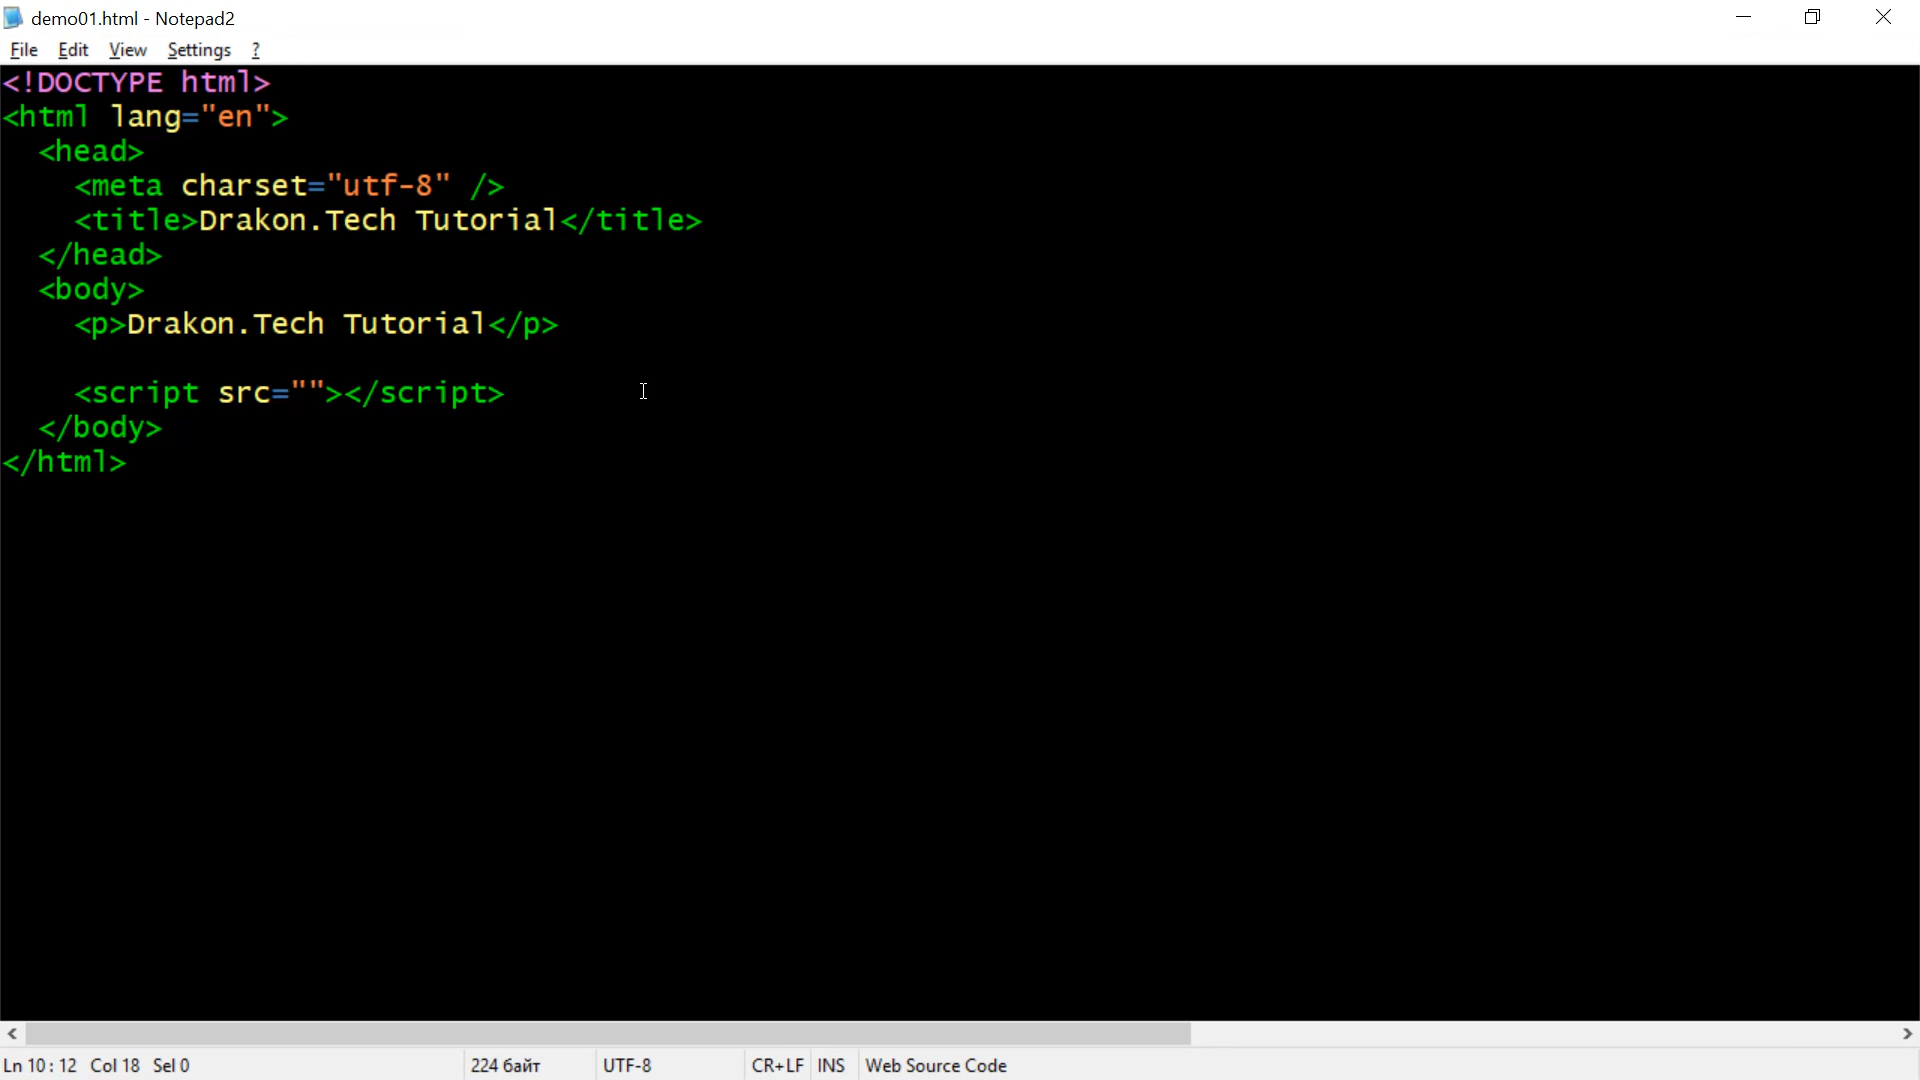 demo01.html - Notepad2
File Edit View Settings ?
<!DOCTYPE html>
<html lang="en">
  <head>
    <meta charset="utf-8" />
    <title>Drakon.Tech Tutorial</title>
  </head>
  <body>
    <p>Drakon.Tech Tutorial</p>

    <script src=""></script>
  </body>
</html>
Ln 10 : 12 Col 18 Sel 0 224 байт UTF-8 CR+LF INS Web Source Code